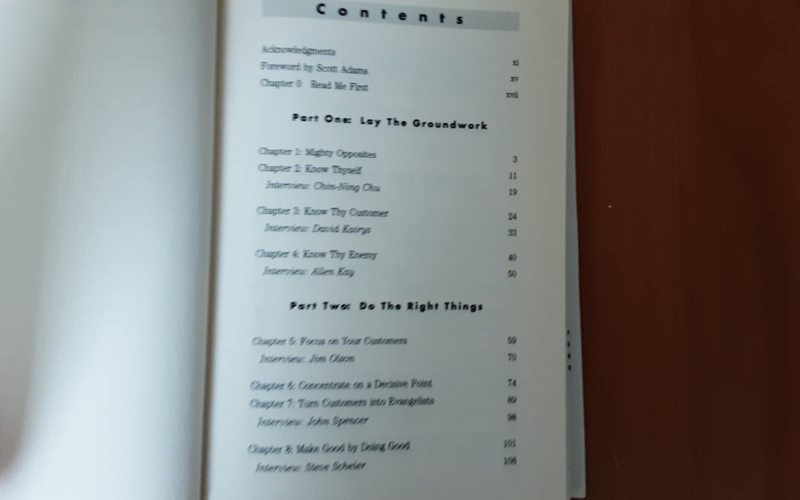 Contents
Acknowledgments xi
Foreword by Scott Adams xv
Chapter 0 Read Me First xvii
Part One: Lay The Groundwork
Chapter 1: Mighty Opposites 3
Chapter 2: Know Thyself 11
Interview: Chin-Ning Chu 19
Chapter 3: Know Thy Customer 24
Interview: David Kairys 33
Chapter 4: Know Thy Enemy 40
Interview: Allen Kay 50
Part Two: Do The Right Things
Chapter 5: Focus on Your Customers 59
Interview: Jim Olson 70
Chapter 6: Concentrate on a Decisive Point 74
Chapter 7: Turn Customers into Evangelists 89
Interview: John Spencer 98
Chapter 8: Make Good by Doing Good 101
Interview: Steve Scheier 108